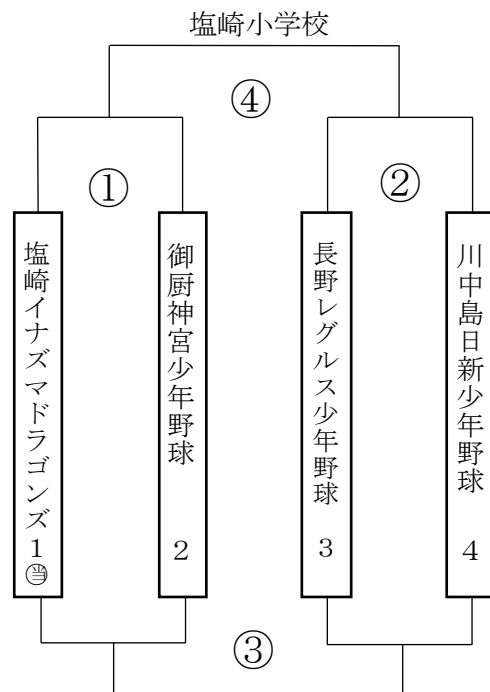 塩崎小学校
④
①
②
塩崎イナズマドラゴンズ 1 ㊝
御厨神宮少年野球 2
長野レグルス少年野球 3
川中島日新少年野球 4
③